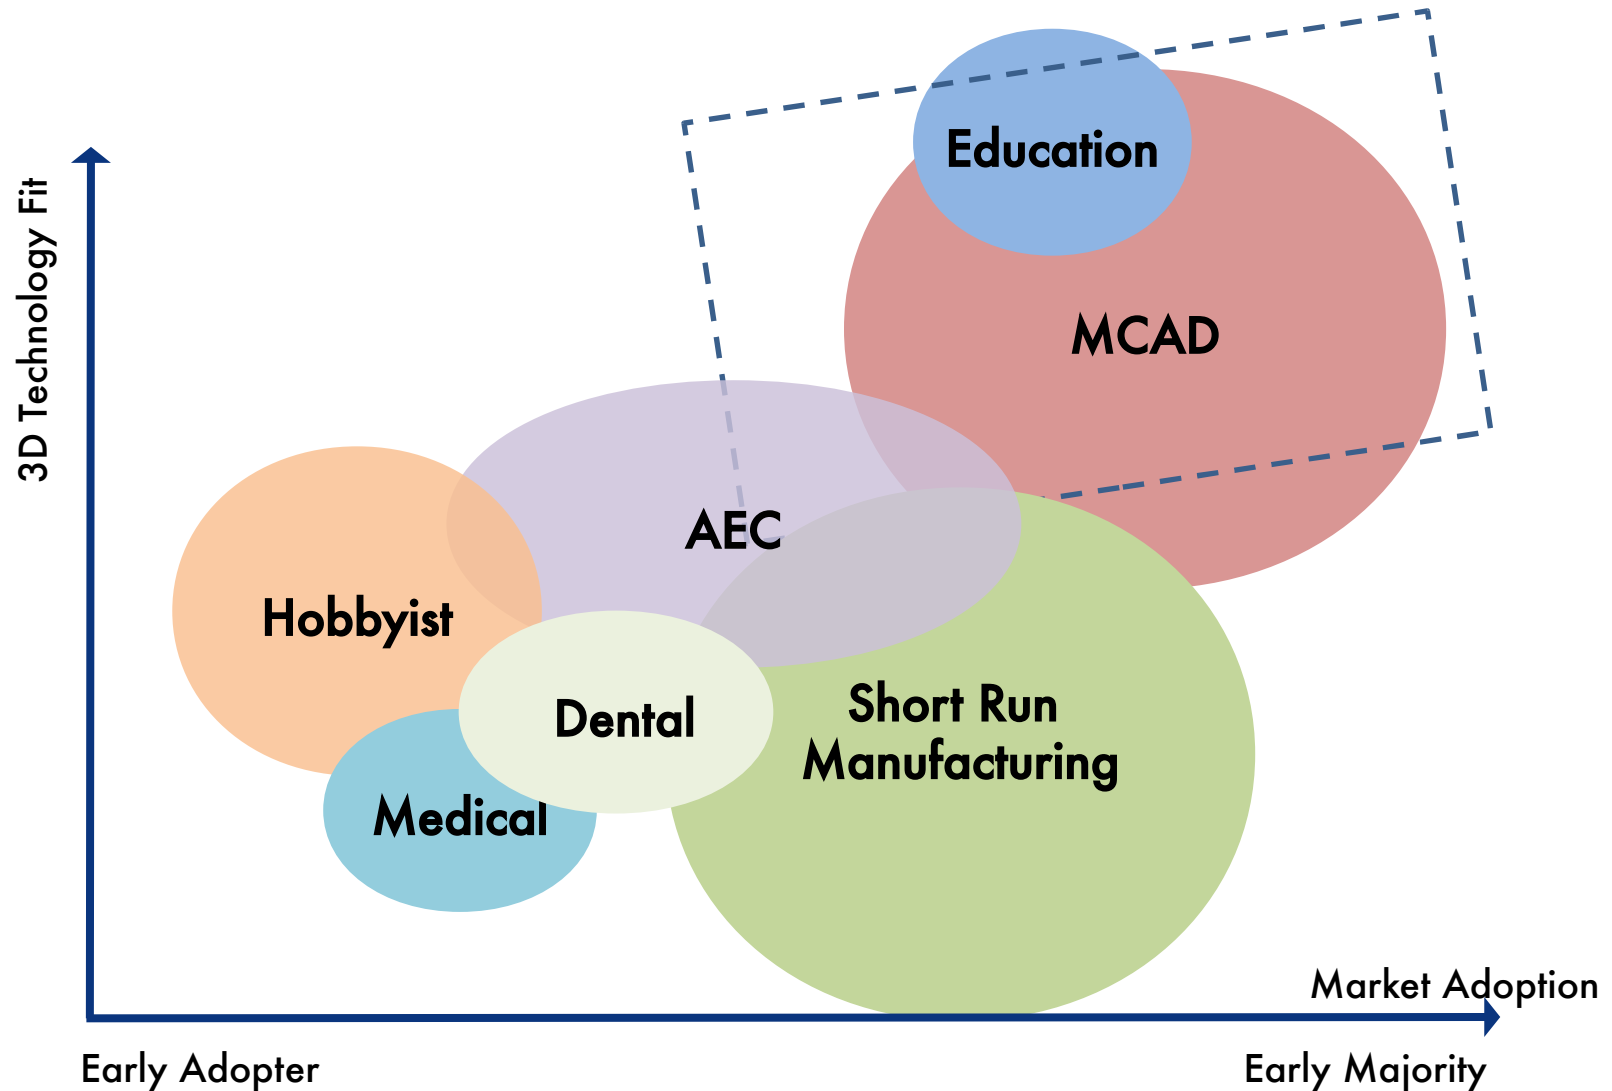 Education
3D Technology Fit
MCAD
AEC
Hobbyist
Dental
Short Run
Manufacturing
Medical
Market Adoption
Early Adopter
Early Majority